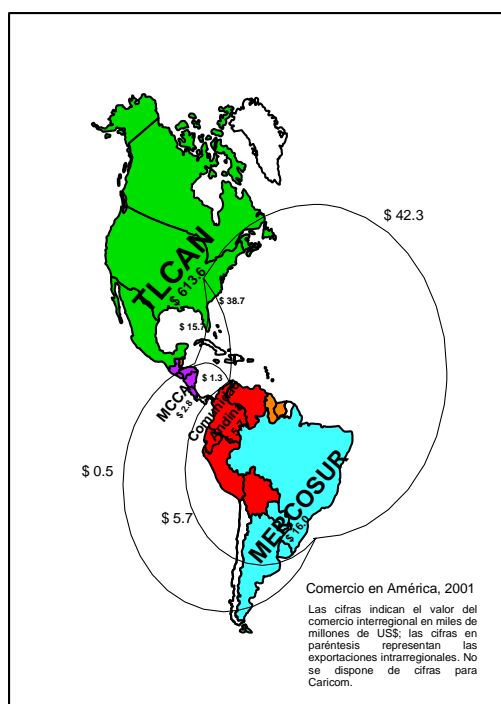 $ 42.3
TLCAN
$ 613.6
$ 38.7
$ 15.7
$ 1.3
MCCA
$ 2.8
Comunidad
Andina
$ 0.5
$ 5.7
MERCOSUR
$ 16.0
Comercio en América, 2001
Las cifras indican el valor del
comercio interregional en miles de
millones de US$; las cifras en
paréntesis representan las
exportaciones intrarregionales. No
se dispone de cifras para
Caricom.